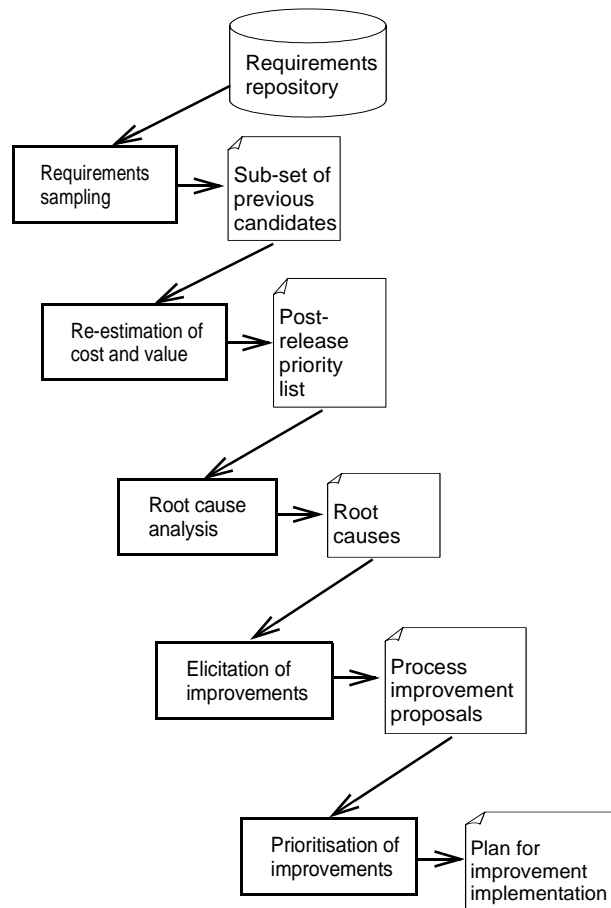 Requirements
repository
Requirements
sampling
Sub-set of
previous
candidates
Re-estimation of
cost and value
Post-
release
priority
list
Root cause
analysis
Root
causes
Elicitation of
improvements
Process
improvement
proposals
Prioritisation of
improvements
Plan for
improvement
implementation